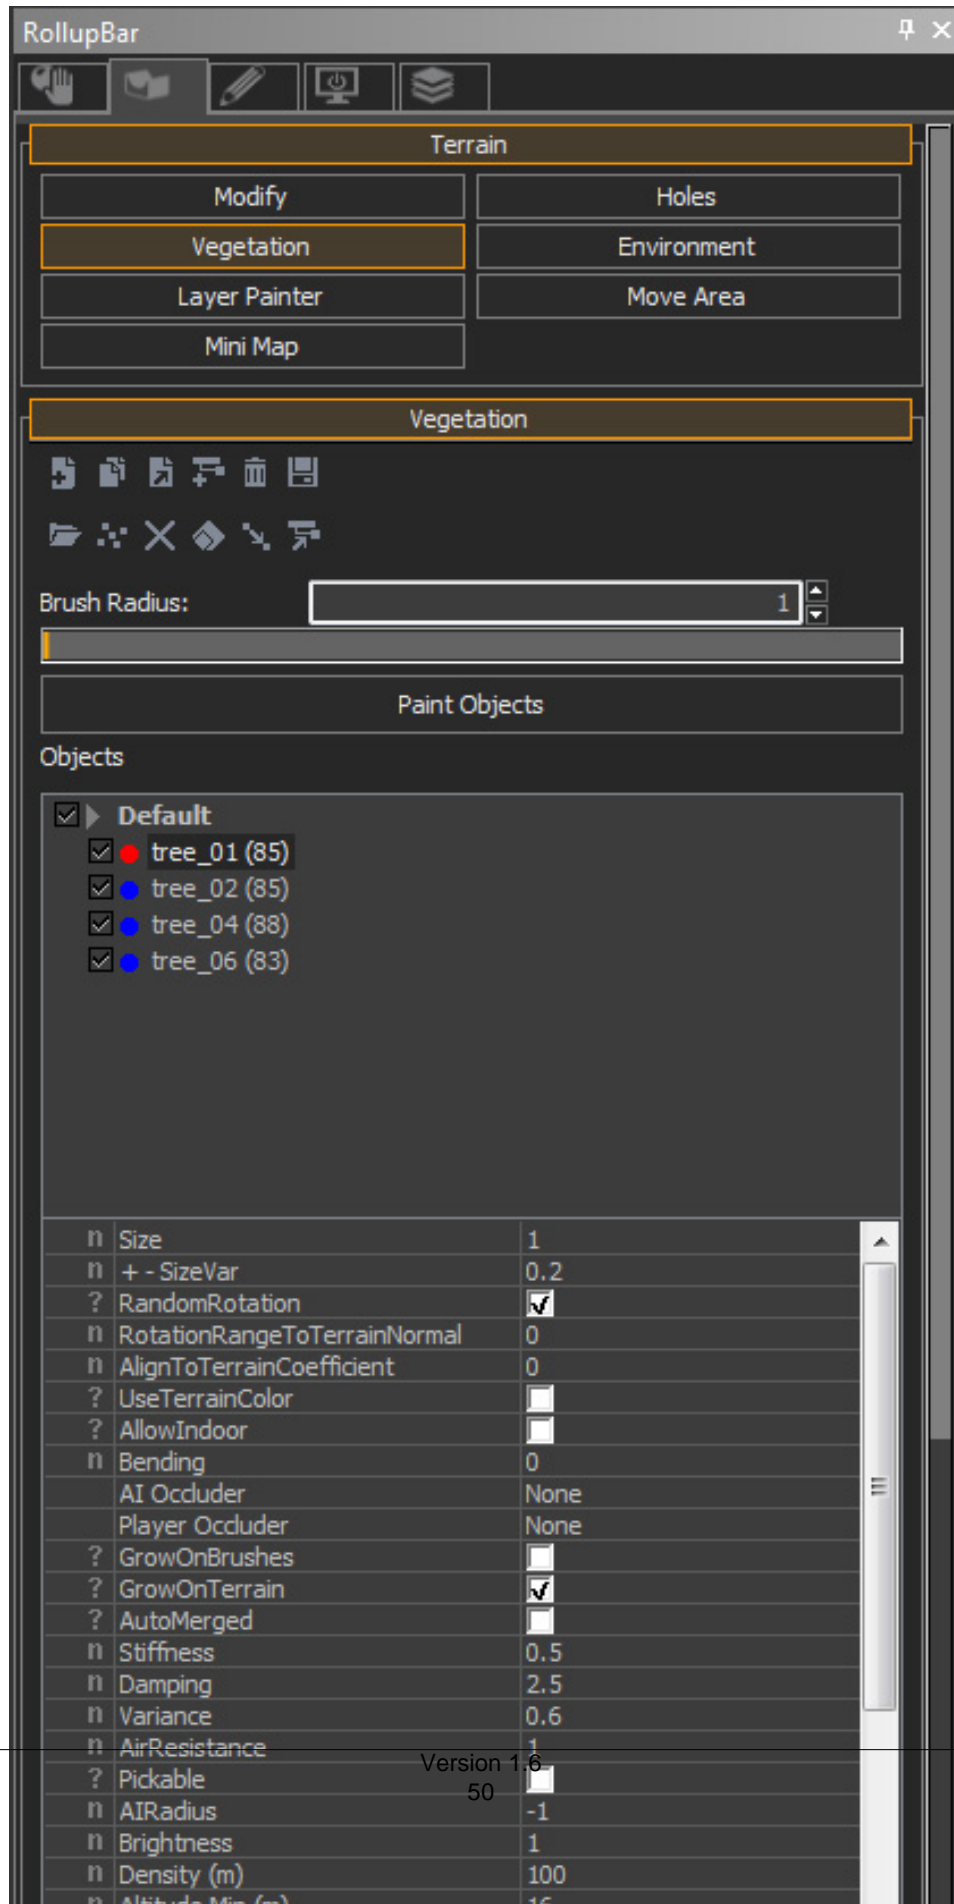 RollupBar
Terrain
Modify
Holes
Vegetation
Environment
Layer Painter
Move Area
Mini Map
Vegetation
Brush Radius:
1
Paint Objects
Objects
Default
tree_01 (85)
tree_02 (85)
tree_04 (88)
tree_06 (83)
n Size 1
n + - SizeVar 0.2
? RandomRotation
n RotationRangeToTerrainNormal 0
n AlignToTerrainCoefficient 0
? UseTerrainColor
? AllowIndoor
n Bending 0
AI Occluder None
Player Occluder None
? GrowOnBrushes
? GrowOnTerrain
? AutoMerged
n Stiffness 0.5
n Damping 2.5
n Variance 0.6
n AirResistance 1
Version 1.6
? Pickable
50
n AIRadius -1
n Brightness 1
n Density (m) 100
n Altitude Min (m) 16